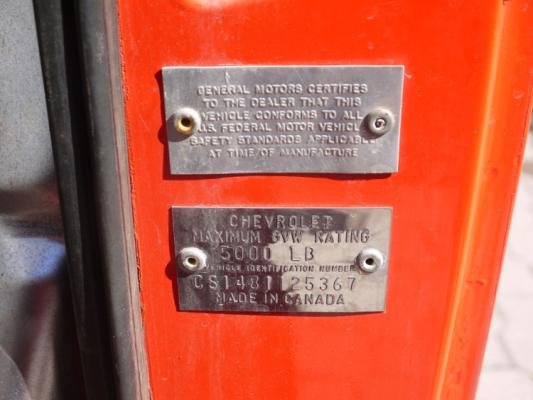 GENERAL MOTORS CERTIFIES
TO THE DEALER THAT THIS
VEHICLE CONFORMS TO ALL
U.S. FEDERAL MOTOR VEHICLE
SAFETY STANDARDS APPLICABLE
AT TIME OF MANUFACTURE
CHEVROLET
MAXIMUM GVW RATING
5000 LB
VEHICLE IDENTIFICATION NUMBER
CS1481125367
MADE IN CANADA